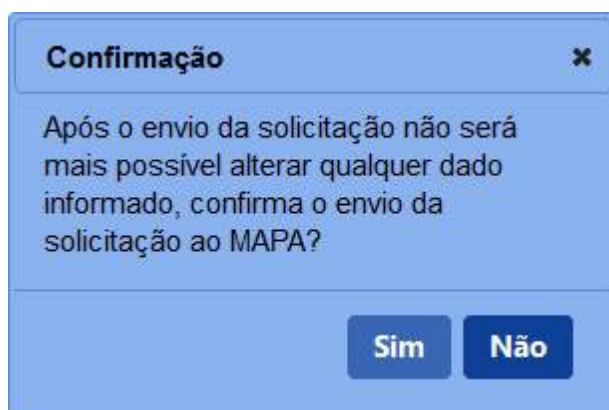 Confirmação
Após o envio da solicitação não será
mais possível alterar qualquer dado
informado, confirma o envio da
solicitação ao MAPA?
Sim Não